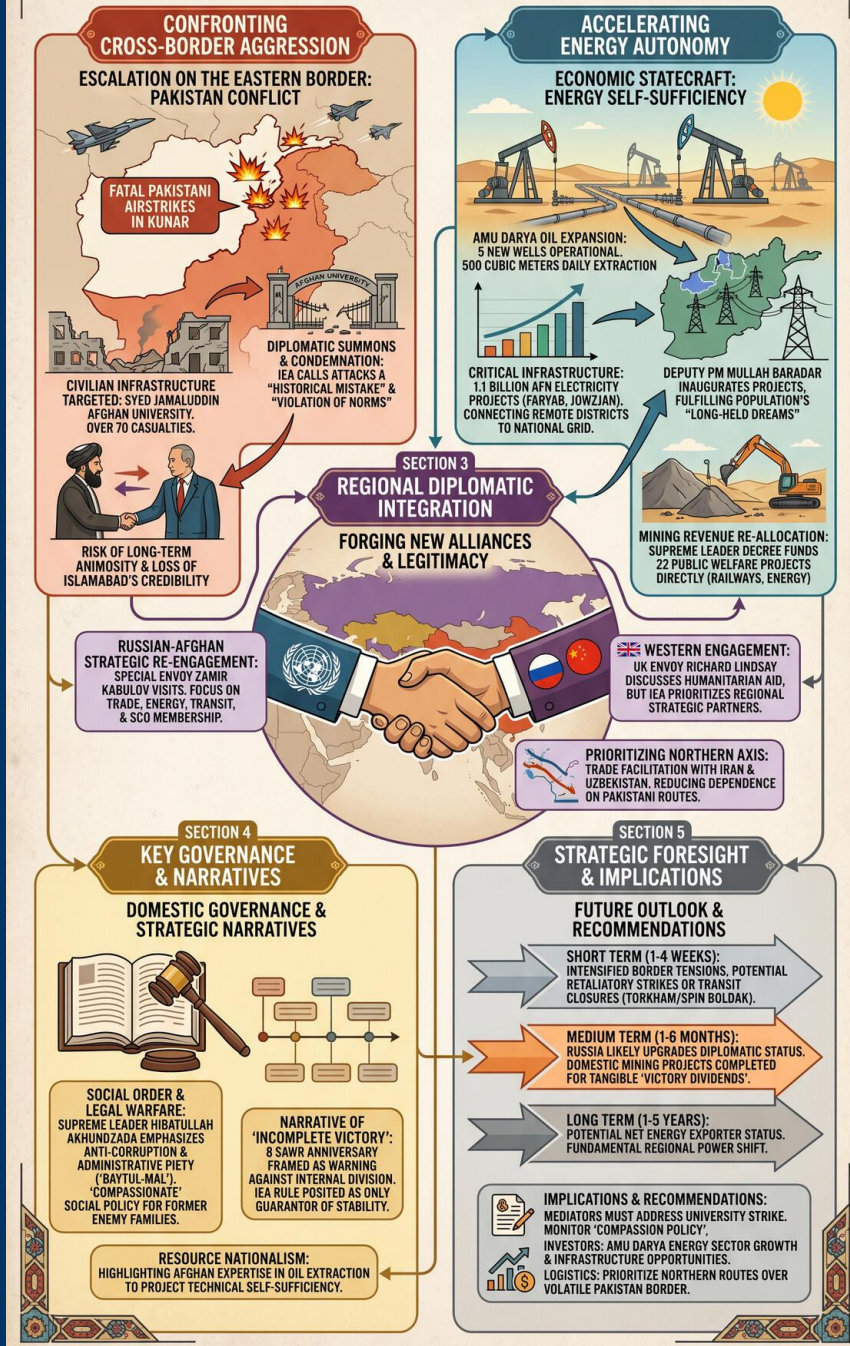 CONFRONTING
CROSS-BORDER AGGRESSION
ESCALATION ON THE EASTERN BORDER:
PAKISTAN CONFLICT
FATAL PAKISTANI
AIRSTRIKES
IN KUNAR
AFGHAN UNIVERSITY
CIVILIAN INFRASTRUCTURE
TARGETED: SYED JAMALUDDIN
AFGHAN UNIVERSITY.
OVER 70 CASUALTIES.
DIPLOMATIC SUMMONS
& CONDEMNATION:
IEA CALLS ATTACKS A
"HISTORICAL MISTAKE" &
"VIOLATION OF NORMS"
RISK OF LONG-TERM
ANIMOSITY & LOSS OF
ISLAMABAD'S CREDIBILITY
ACCELERATING
ENERGY AUTONOMY
ECONOMIC STATECRAFT:
ENERGY SELF-SUFFICIENCY
AMU DARYA OIL EXPANSION:
5 NEW WELLS OPERATIONAL.
500 CUBIC METERS DAILY EXTRACTION
CRITICAL INFRASTRUCTURE:
1.1 BILLION AFN ELECTRICITY
PROJECTS (FARYAB, JOWZJAN).
CONNECTING REMOTE DISTRICTS
TO NATIONAL GRID.
DEPUTY PM MULLAH BARADAR
INAUGURATES PROJECTS,
FULFILLING POPULATION'S
"LONG-HELD DREAMS"
MINING REVENUE RE-ALLOCATION:
SUPREME LEADER DECREE FUNDS
22 PUBLIC WELFARE PROJECTS
DIRECTLY (RAILWAYS, ENERGY)
SECTION 3
REGIONAL DIPLOMATIC
INTEGRATION
FORGING NEW ALLIANCES
& LEGITIMACY
RUSSIAN-AFGHAN
STRATEGIC RE-ENGAGEMENT:
SPECIAL ENVOY ZAMIR
KABULOV VISITS. FOCUS ON
TRADE, ENERGY, TRANSIT,
& SCO MEMBERSHIP.
WESTERN ENGAGEMENT:
UK ENVOY RICHARD LINDSAY
DISCUSSES HUMANITARIAN AID,
BUT IEA PRIORITIZES REGIONAL
STRATEGIC PARTNERS.
PRIORITIZING NORTHERN AXIS:
TRADE FACILITATION WITH IRAN &
UZBEKISTAN. REDUCING DEPENDENCE
ON PAKISTANI ROUTES.
SECTION 4
KEY GOVERNANCE
& NARRATIVES
DOMESTIC GOVERNANCE &
STRATEGIC NARRATIVES
SOCIAL ORDER &
LEGAL WARFARE:
SUPREME LEADER HIBATULLAH
AKHUNDZADA EMPHASIZES
ANTI-CORRUPTION &
ADMINISTRATIVE PIETY
('BAYTUL-MAL').
'COMPASSIONATE'
SOCIAL POLICY FOR FORMER
ENEMY FAMILIES.
NARRATIVE OF
'INCOMPLETE VICTORY':
8 SAWR ANNIVERSARY
FRAMED AS WARNING
AGAINST INTERNAL DIVISION.
IEA RULE POSITED AS ONLY
GUARANTOR OF STABILITY.
RESOURCE NATIONALISM:
HIGHLIGHTING AFGHAN EXPERTISE IN OIL EXTRACTION
TO PROJECT TECHNICAL SELF-SUFFICIENCY.
SECTION 5
STRATEGIC FORESIGHT
& IMPLICATIONS
FUTURE OUTLOOK &
RECOMMENDATIONS
SHORT TERM (1-4 WEEKS):
INTENSIFIED BORDER TENSIONS, POTENTIAL
RETALIATORY STRIKES OR TRANSIT
CLOSURES (TORKHAM/SPIN BOLDAK).
MEDIUM TERM (1-6 MONTHS):
RUSSIA LIKELY UPGRADES DIPLOMATIC STATUS.
DOMESTIC MINING PROJECTS COMPLETED
FOR TANGIBLE 'VICTORY DIVIDENDS'.
LONG TERM (1-5 YEARS):
POTENTIAL NET ENERGY EXPORTER STATUS.
FUNDAMENTAL REGIONAL POWER SHIFT.
IMPLICATIONS & RECOMMENDATIONS:
MEDIATORS MUST ADDRESS UNIVERSITY STRIKE.
MONITOR 'COMPASSION POLICY',
INVESTORS: AMU DARYA ENERGY SECTOR GROWTH
& INFRASTRUCTURE OPPORTUNITIES.
LOGISTICS: PRIORITIZE NORTHERN ROUTES OVER
VOLATILE PAKISTAN BORDER.